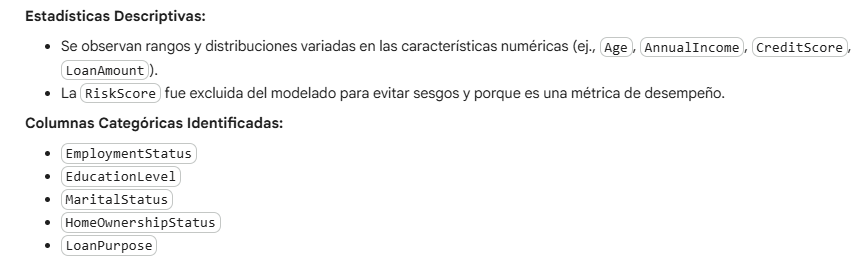 Estadísticas Descriptivas:
• Se observan rangos y distribuciones variadas en las características numéricas (ej., Age, AnnualIncome, CreditScore,
LoanAmount).
• La RiskScore fue excluida del modelado para evitar sesgos y porque es una métrica de desempeño.
Columnas Categóricas Identificadas:
• EmploymentStatus
• EducationLevel
• MaritalStatus
• HomeOwnershipStatus
• LoanPurpose